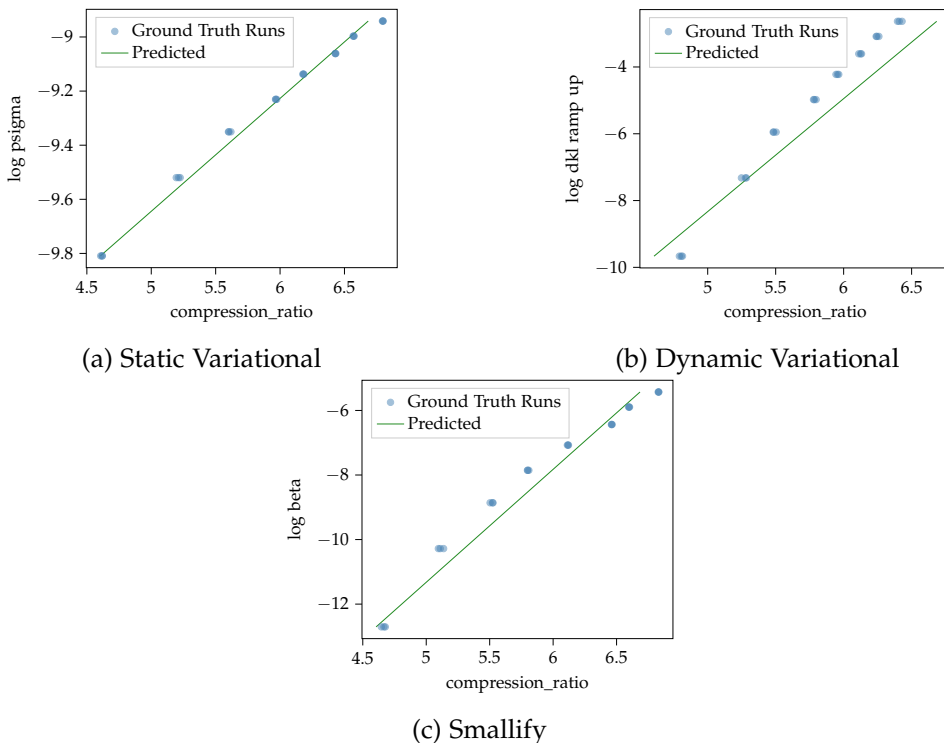 Ground Truth Runs
Predicted
log psigma
−9
−9.2
−9.4
−9.6
−9.8
4.5 5 5.5 6 6.5
compression_ratio
(a) Static Variational
Ground Truth Runs
Predicted
log dkl ramp up
−4
−6
−8
−10
5 5.5 6 6.5
compression_ratio
(b) Dynamic Variational
Ground Truth Runs
Predicted
log beta
−6
−8
−10
−12
4.5 5 5.5 6 6.5
compression_ratio
(c) Smallify